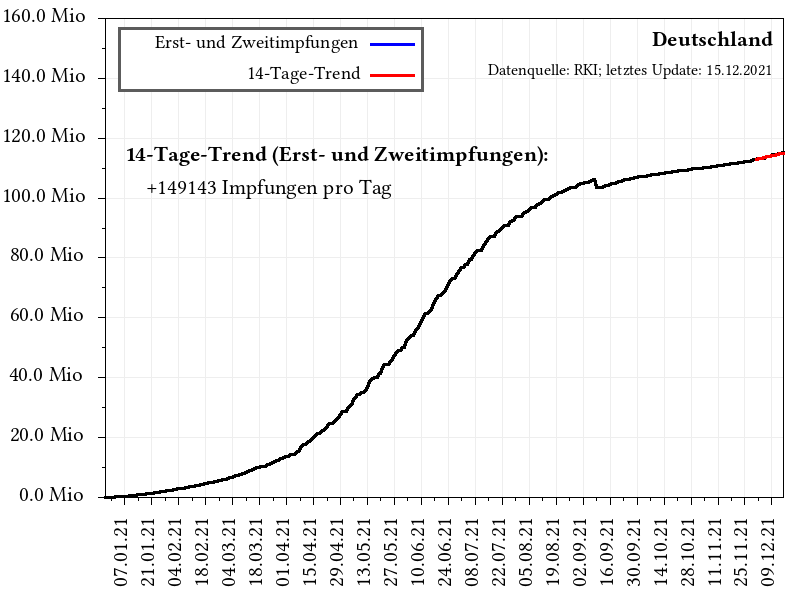 160.0 Mio
140.0 Mio
120.0 Mio
100.0 Mio
80.0 Mio
60.0 Mio
40.0 Mio
20.0 Mio
0.0 Mio
Erst- und Zweitimpfungen
14-Tage-Trend
Deutschland
Datenquelle: RKI; letztes Update: 15.12.2021
14-Tage-Trend (Erst- und Zweitimpfungen):
+149143 Impfungen pro Tag
07.01.21
21.01.21
04.02.21
18.02.21
04.03.21
18.03.21
01.04.21
15.04.21
29.04.21
13.05.21
27.05.21
10.06.21
24.06.21
08.07.21
22.07.21
05.08.21
19.08.21
02.09.21
16.09.21
30.09.21
14.10.21
28.10.21
11.11.21
25.11.21
09.12.21